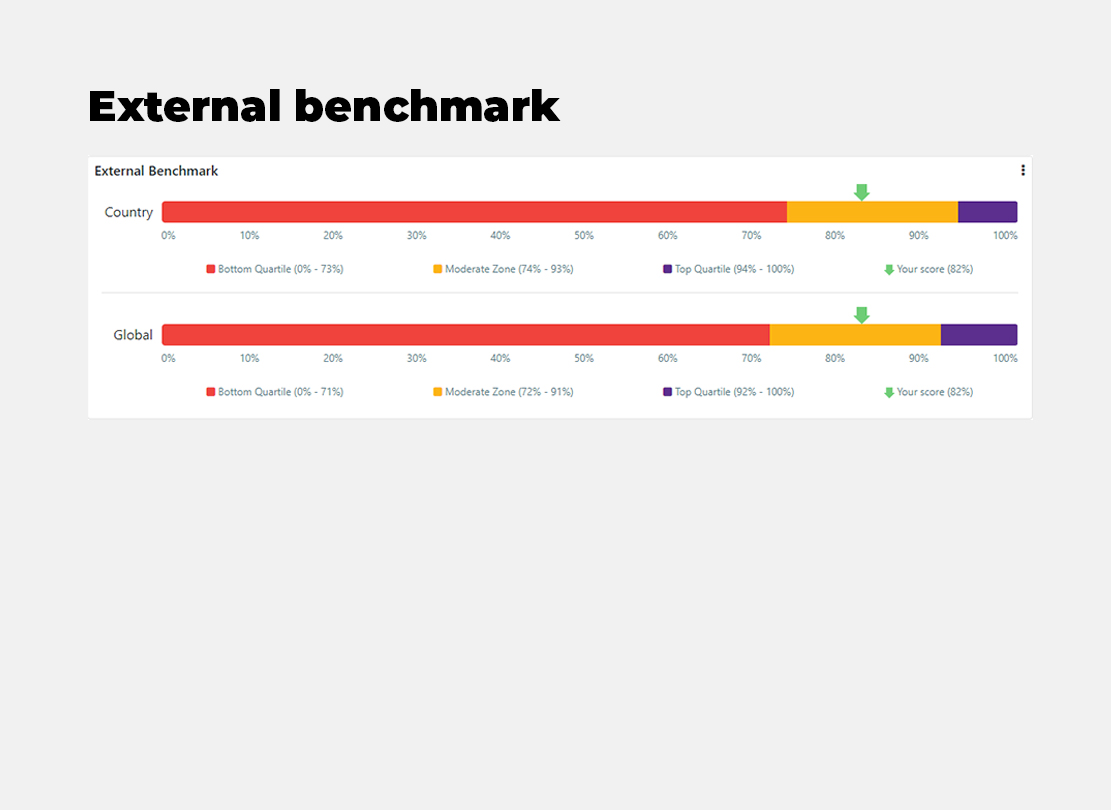 External benchmark
External Benchmark
Country
0% 10% 20% 30% 40% 50% 60% 70% 80% 90% 100%
Bottom Quartile (0% - 73%) Moderate Zone (74% - 93%) Top Quartile (94% - 100%) Your score (82%)
Global
0% 10% 20% 30% 40% 50% 60% 70% 80% 90% 100%
Bottom Quartile (0% - 71%) Moderate Zone (72% - 91%) Top Quartile (92% - 100%) Your score (82%)